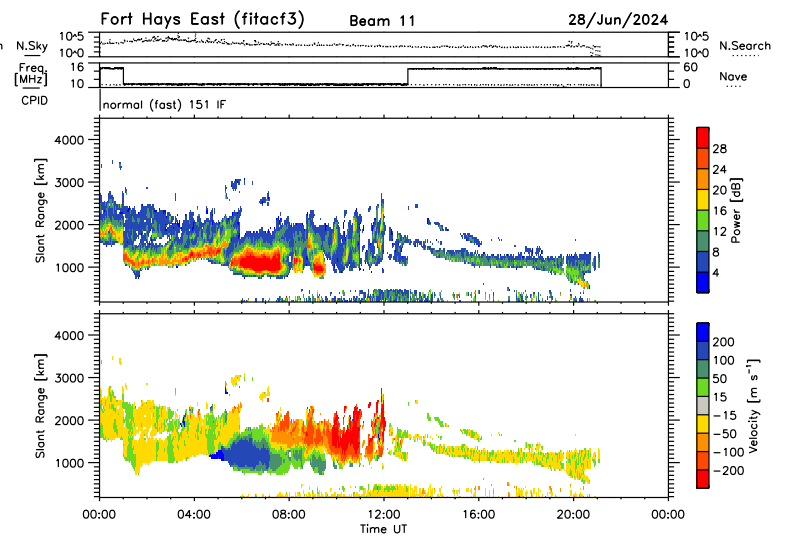 Fort Hays East (fitacf3) Beam 11 28/Jun/2024
N.Sky 10^5 10^5 N.Search
10^0 10^0
Freq. 16 60
[MHz] 10 0 Nave
CPID normal (fast) 151 IF
4000
3000
2000
1000
Slant Range [km]
28
24
20
16
12
8
4
Power [dB]
4000
3000
2000
1000
Slant Range [km]
200
100
50
15
-15
-50
-100
-200
Velocity [m s⁻¹]
00:00 04:00 08:00 12:00 16:00 20:00 00:00
Time UT